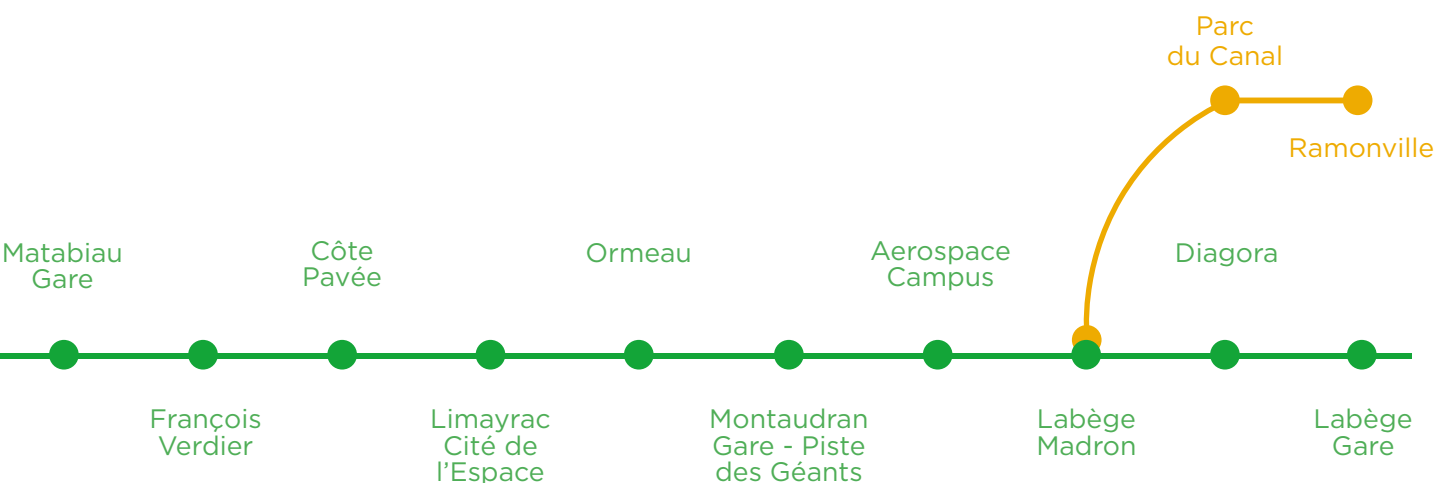 Parc
du Canal
Ramonville
Matabiau
Gare
Côte
Pavée
Ormeau
Aerospace
Campus
Diagora
François
Verdier
Limayrac
Cité de
l'Espace
Montaudran
Gare - Piste
des Géants
Labège
Madron
Labège
Gare